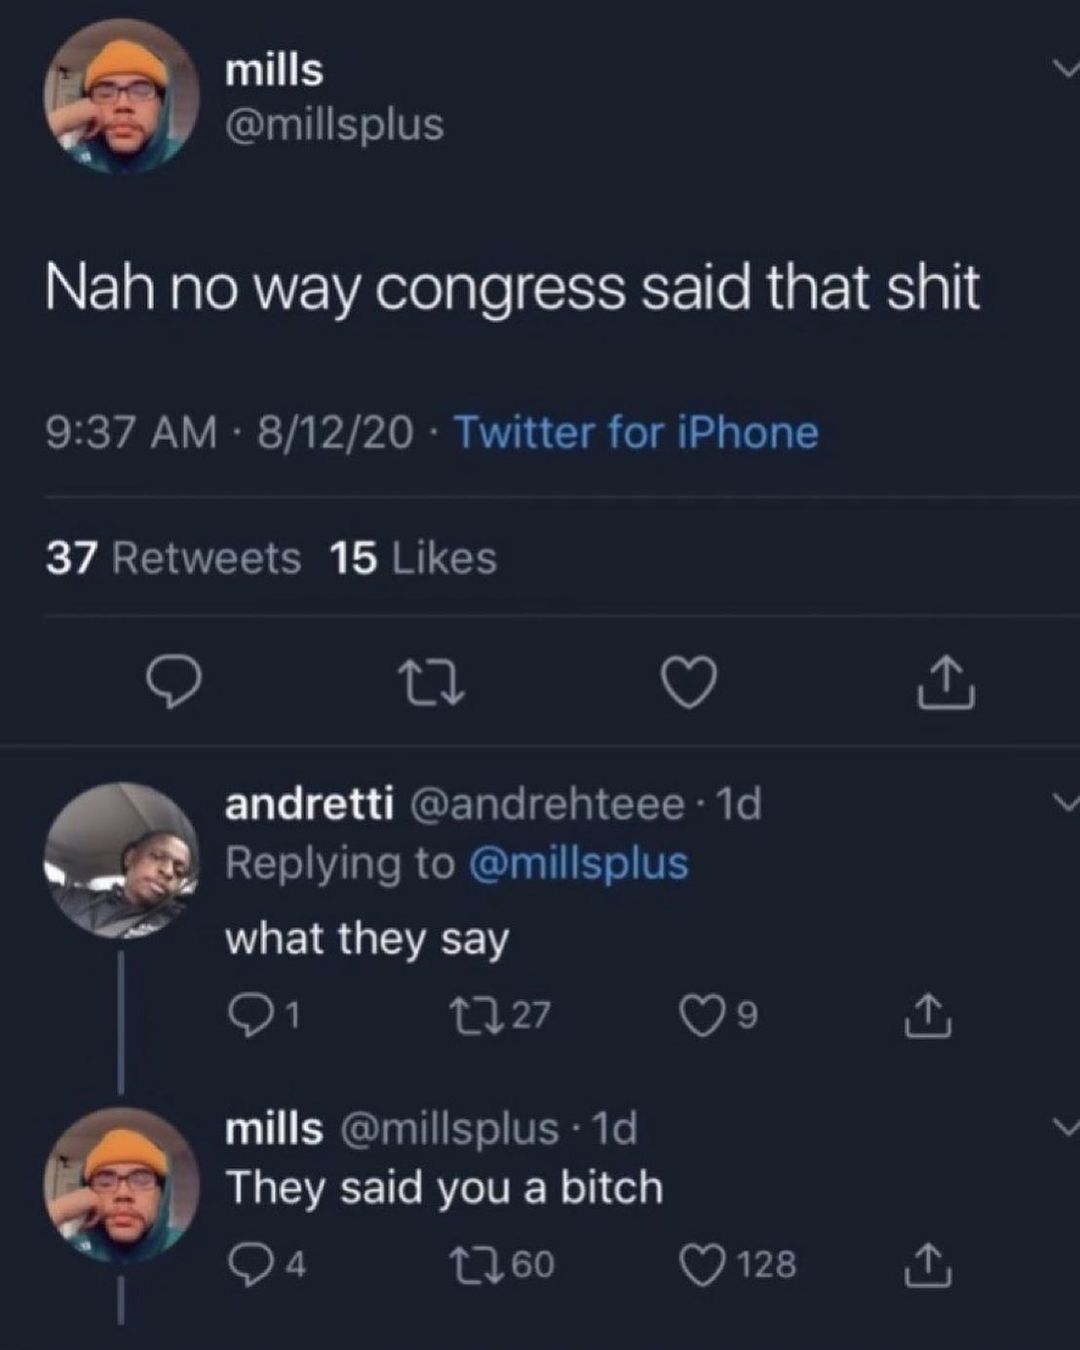 mills
@millsplus
Nah no way congress said that shit
9:37 AM · 8/12/20 · Twitter for iPhone
37 Retweets 15 Likes
andretti @andrehteee · 1d
Replying to @millsplus
what they say
1 27 9
mills @millsplus · 1d
They said you a bitch
4 60 128